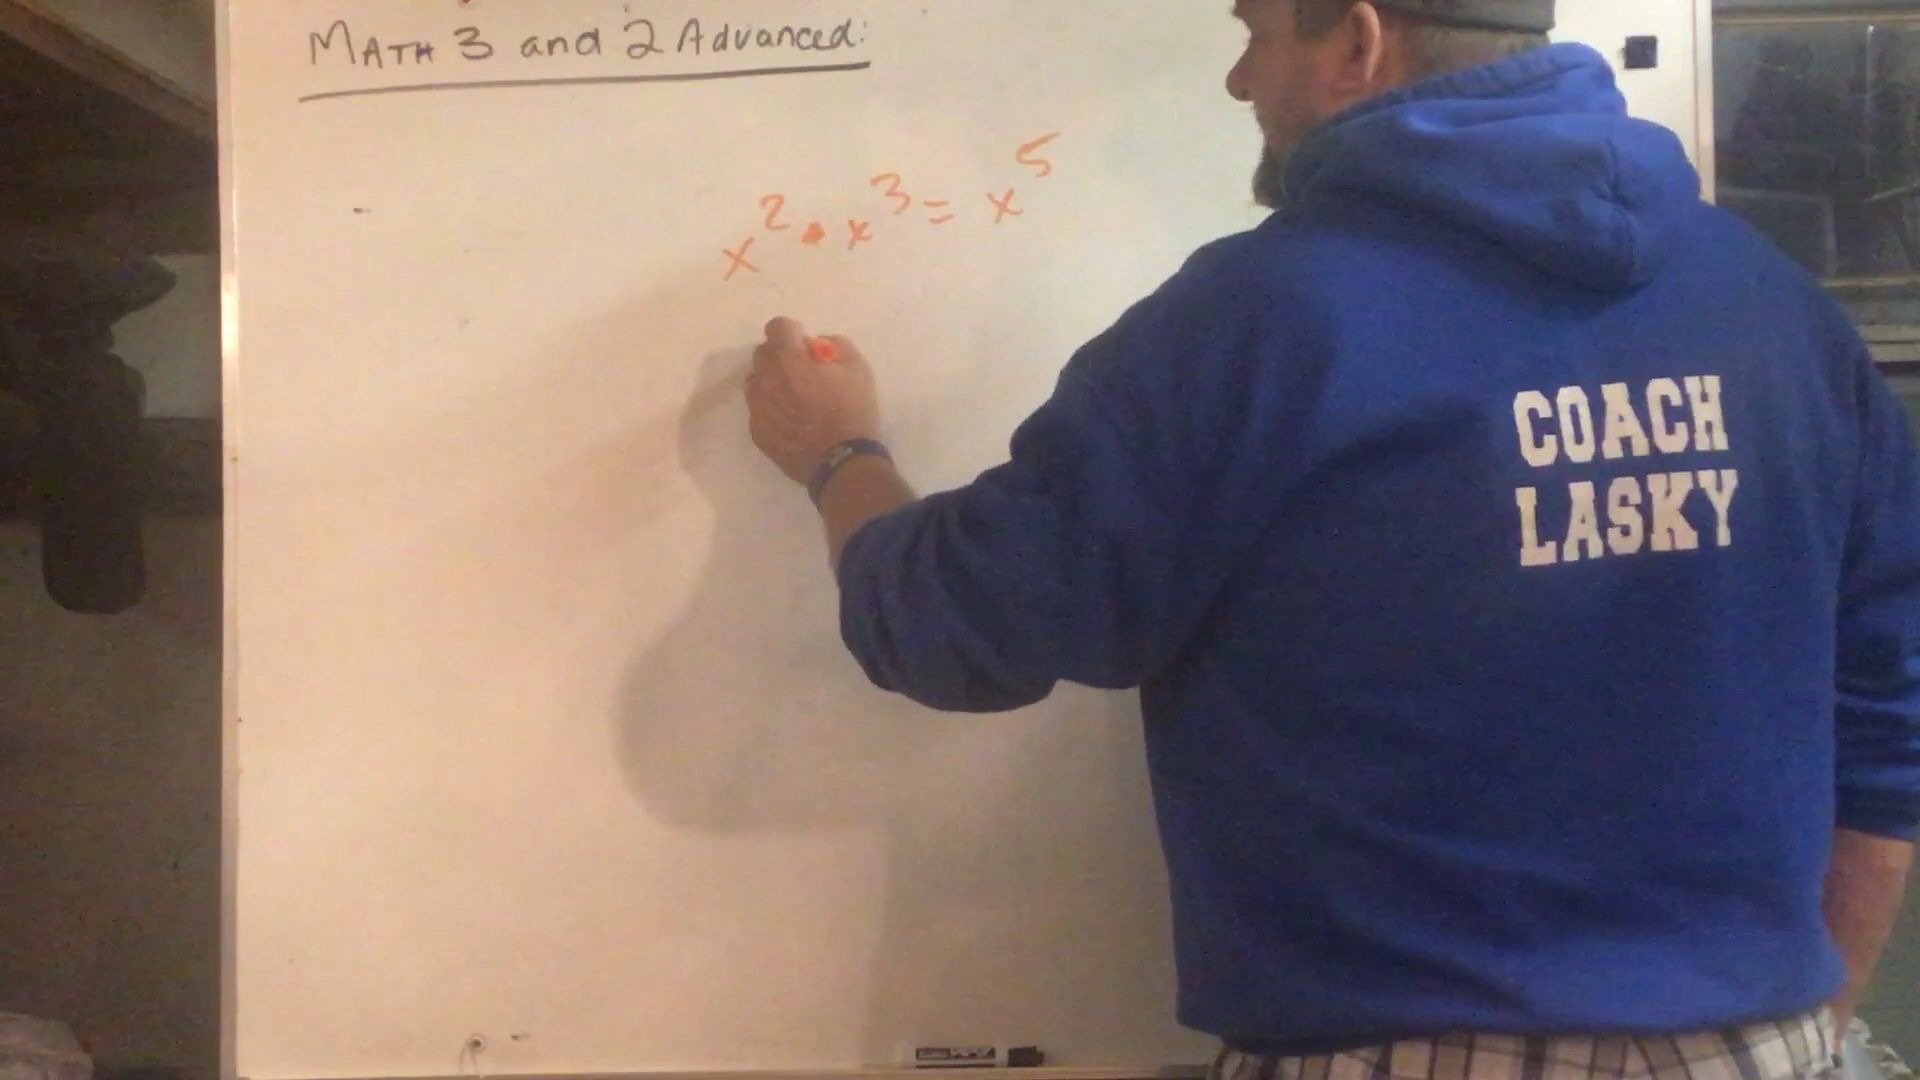 MATH 3 and 2 Advanced:
x² • x³ = x⁵
COACH
LASKY